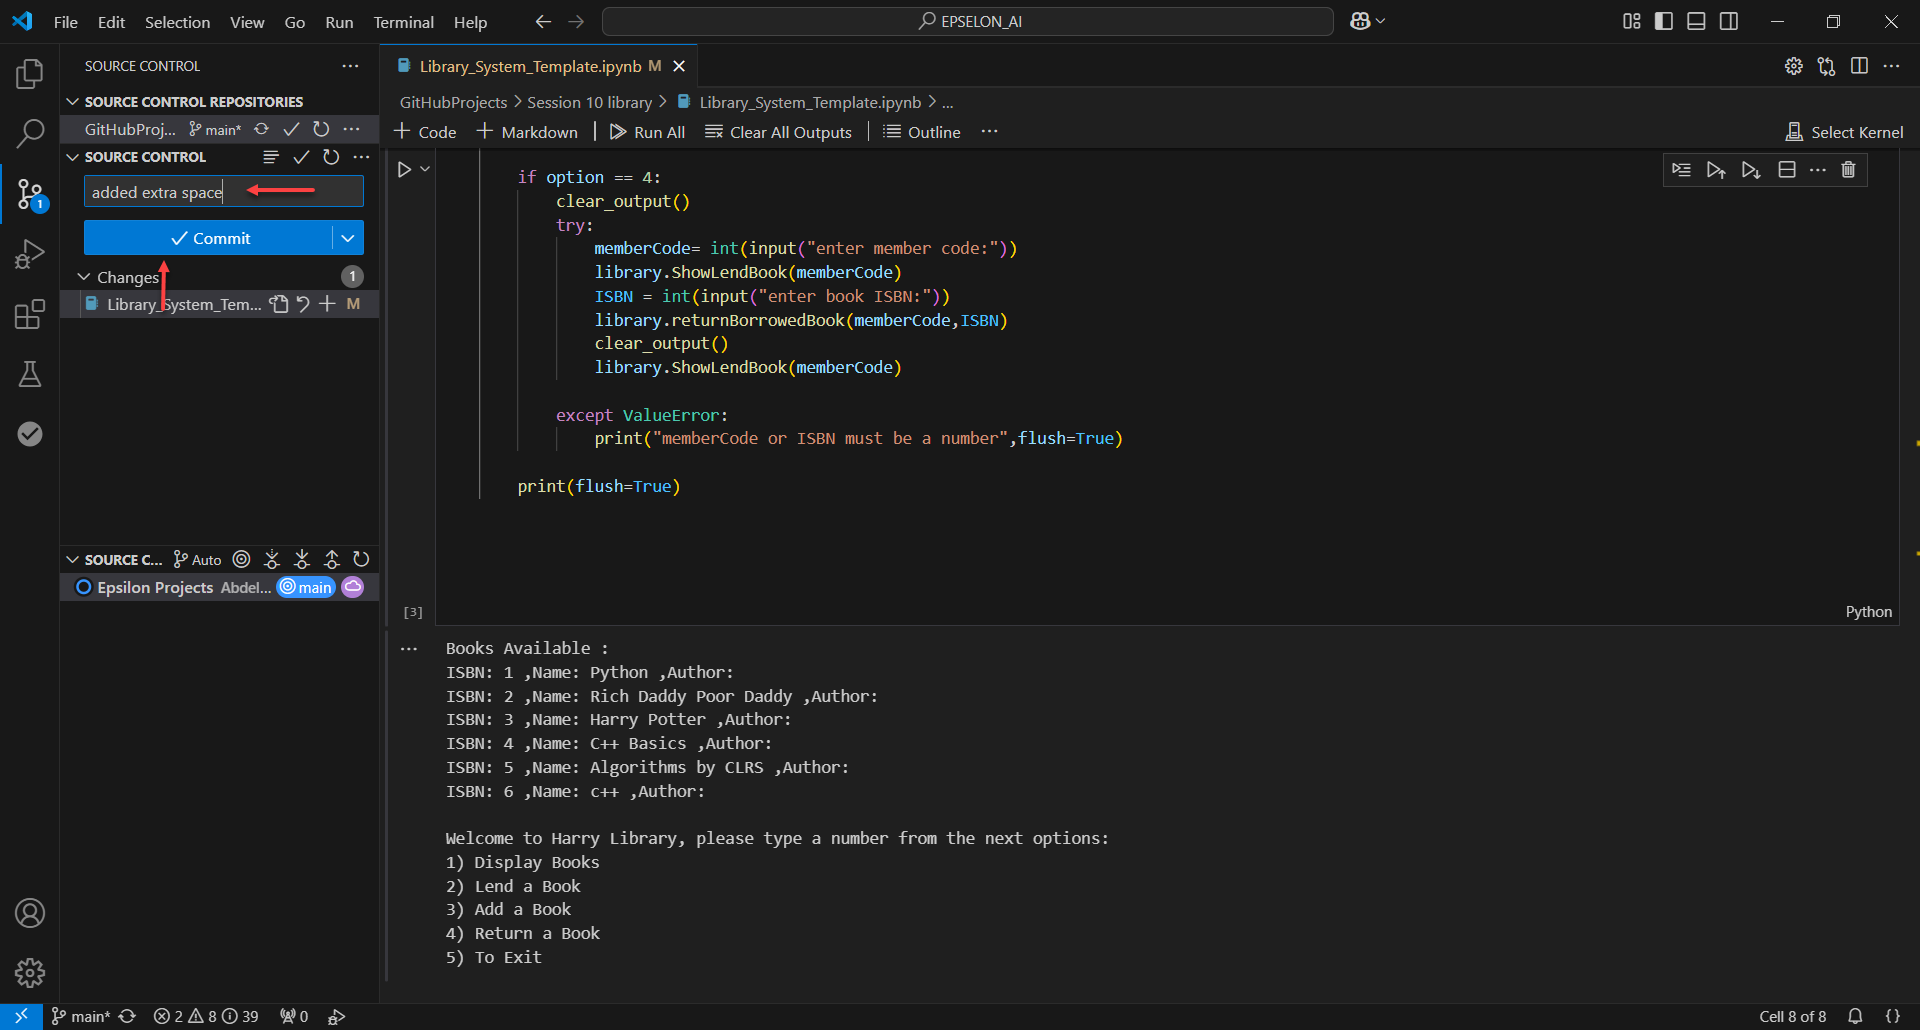 File Edit Selection View Go Run Terminal Help
EPSELON_AI
SOURCE CONTROL
SOURCE CONTROL REPOSITORIES
GitHubProj... main*
SOURCE CONTROL
added extra space
Commit
Changes 1
Library_System_Tem... M
SOURCE C... Auto
Epsilon Projects Abdel... main
1
Library_System_Template.ipynb M
GitHubProjects > Session 10 library > Library_System_Template.ipynb > ...
+ Code + Markdown Run All Clear All Outputs Outline ... Select Kernel
if option == 4:
clear_output()
try:
memberCode= int(input("enter member code:"))
library.ShowLendBook(memberCode)
ISBN = int(input("enter book ISBN:"))
library.returnBorrowedBook(memberCode,ISBN)
clear_output()
library.ShowLendBook(memberCode)
except ValueError:
print("memberCode or ISBN must be a number",flush=True)
print(flush=True)
[3] Python
... Books Available :
ISBN: 1 ,Name: Python ,Author:
ISBN: 2 ,Name: Rich Daddy Poor Daddy ,Author:
ISBN: 3 ,Name: Harry Potter ,Author:
ISBN: 4 ,Name: C++ Basics ,Author:
ISBN: 5 ,Name: Algorithms by CLRS ,Author:
ISBN: 6 ,Name: c++ ,Author:
Welcome to Harry Library, please type a number from the next options:
1) Display Books
2) Lend a Book
3) Add a Book
4) Return a Book
5) To Exit
main* 2 8 39 0 Cell 8 of 8 {}